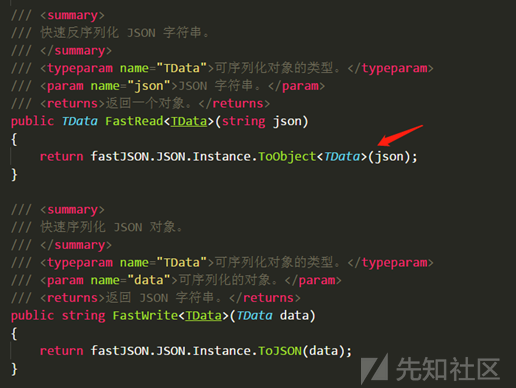 /// <summary>
/// 快速反序列化 JSON 字符串。
/// </summary>
/// <typeparam name="TData">可序列化对象的类型。</typeparam>
/// <param name="json">JSON 字符串。</param>
/// <returns>返回一个对象。</returns>
public TData FastRead<TData>(string json)
{
    return fastJSON.JSON.Instance.ToObject<TData>(json);
}

/// <summary>
/// 快速序列化 JSON 对象。
/// </summary>
/// <typeparam name="TData">可序列化对象的类型。</typeparam>
/// <param name="data">可序列化的对象。</param>
/// <returns>返回 JSON 字符串。</returns>
public string FastWrite<TData>(TData data)
{
    return fastJSON.JSON.Instance.ToJSON(data);
}
先知社区